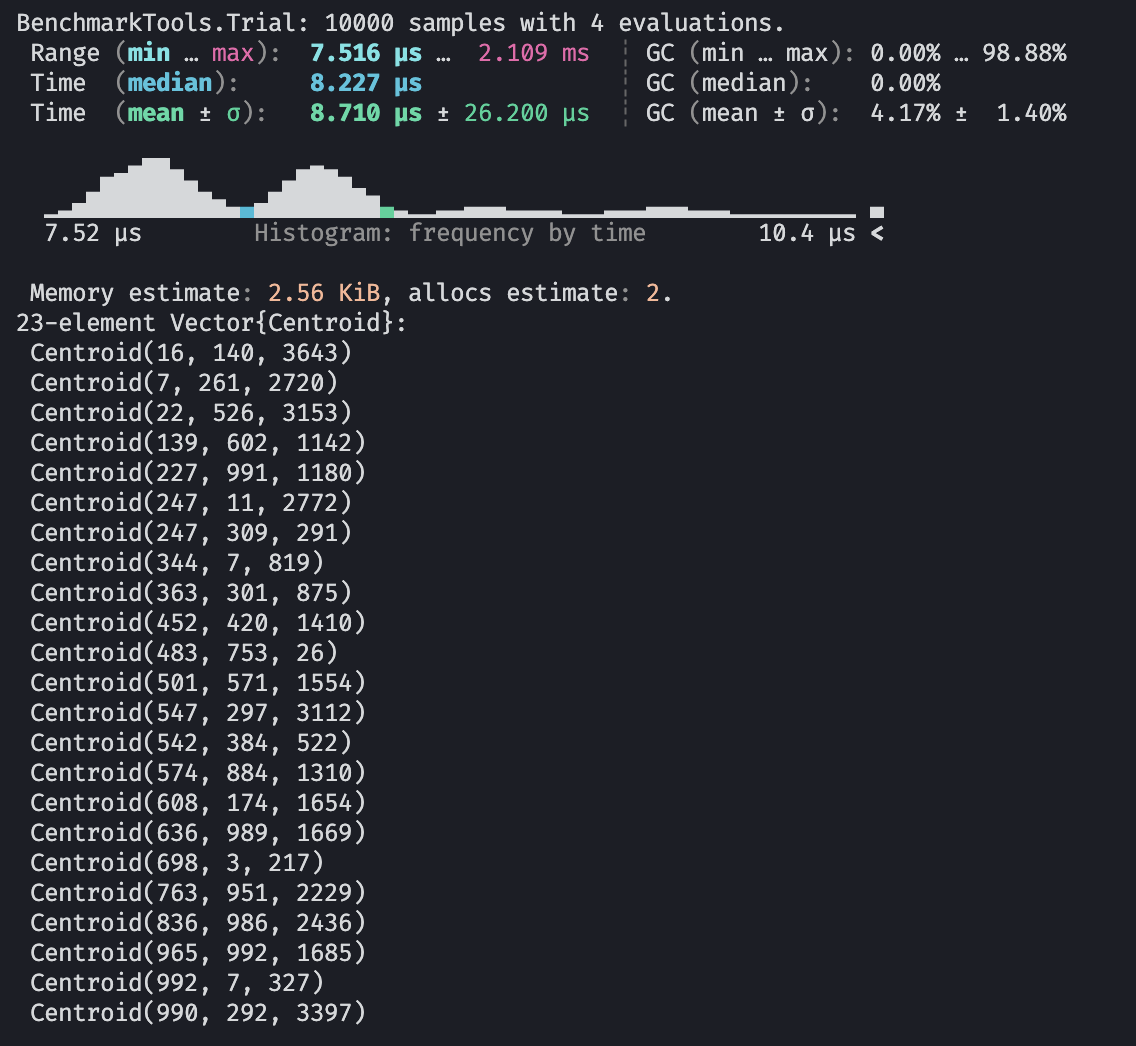 BenchmarkTools.Trial: 10000 samples with 4 evaluations.
Range (min … max): 7.516 μs … 2.109 ms ┊ GC (min … max): 0.00% … 98.88%
Time (median): 8.227 μs ┊ GC (median): 0.00%
Time (mean ± σ): 8.710 μs ± 26.200 μs ┊ GC (mean ± σ): 4.17% ± 1.40%
7.52 μs Histogram: frequency by time 10.4 μs <
Memory estimate: 2.56 KiB, allocs estimate: 2.
23-element Vector{Centroid}:
Centroid(16, 140, 3643)
Centroid(7, 261, 2720)
Centroid(22, 526, 3153)
Centroid(139, 602, 1142)
Centroid(227, 991, 1180)
Centroid(247, 11, 2772)
Centroid(247, 309, 291)
Centroid(344, 7, 819)
Centroid(363, 301, 875)
Centroid(452, 420, 1410)
Centroid(483, 753, 26)
Centroid(501, 571, 1554)
Centroid(547, 297, 3112)
Centroid(542, 384, 522)
Centroid(574, 884, 1310)
Centroid(608, 174, 1654)
Centroid(636, 989, 1669)
Centroid(698, 3, 217)
Centroid(763, 951, 2229)
Centroid(836, 986, 2436)
Centroid(965, 992, 1685)
Centroid(992, 7, 327)
Centroid(990, 292, 3397)